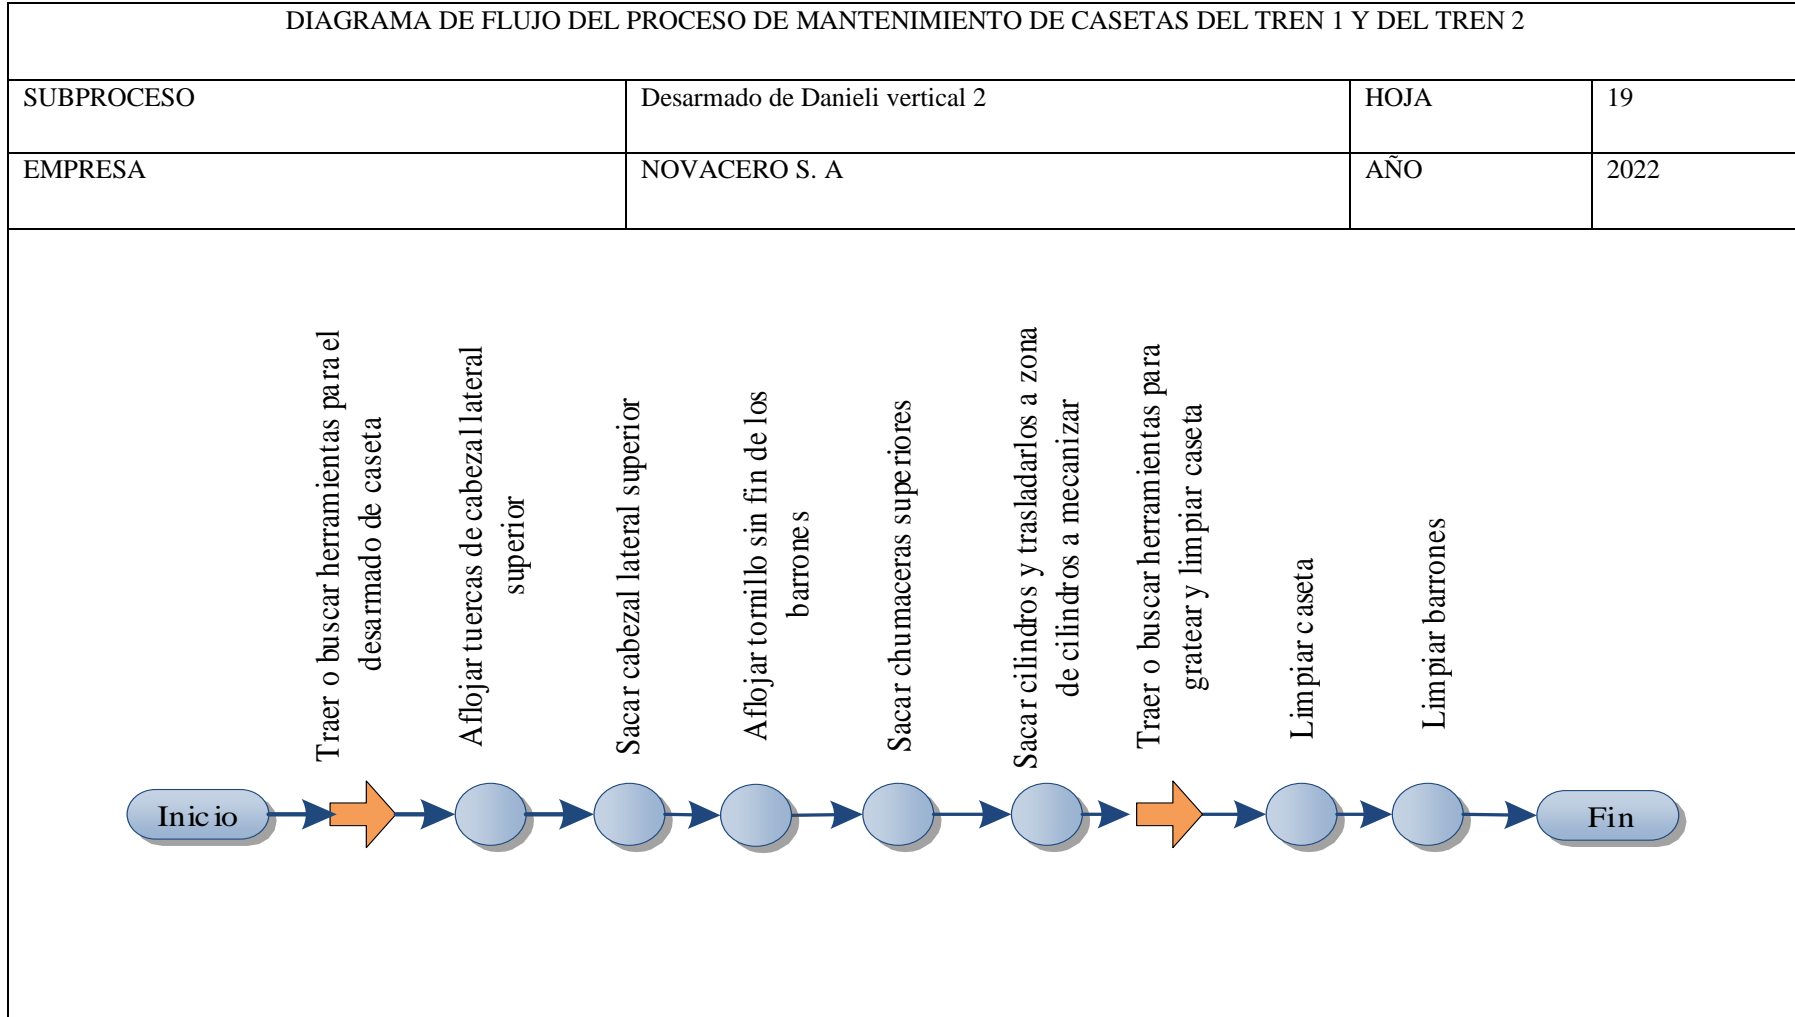 DIAGRAMA DE FLUJO DEL PROCESO DE MANTENIMIENTO DE CASETAS DEL TREN 1 Y DEL TREN 2
SUBPROCESO
Desarmado de Danieli vertical 2
HOJA
19
EMPRESA
NOVACERO S. A
AÑO
2022
Traer o buscar herramientas para el
desarmado de caseta
Aflojar tuercas de cabezal lateral
superior
Sacar cabezal lateral superior
Aflojar tornillo sin fin de los
barrones
Sacar chumaceras superiores
Sacar cilindros y trasladarlos a zona
de cilindros a mecanizar
Traer o buscar herramientas para
gratear y limpiar caseta
Limpiar caseta
Limpiar barrones
Inicio
Fin